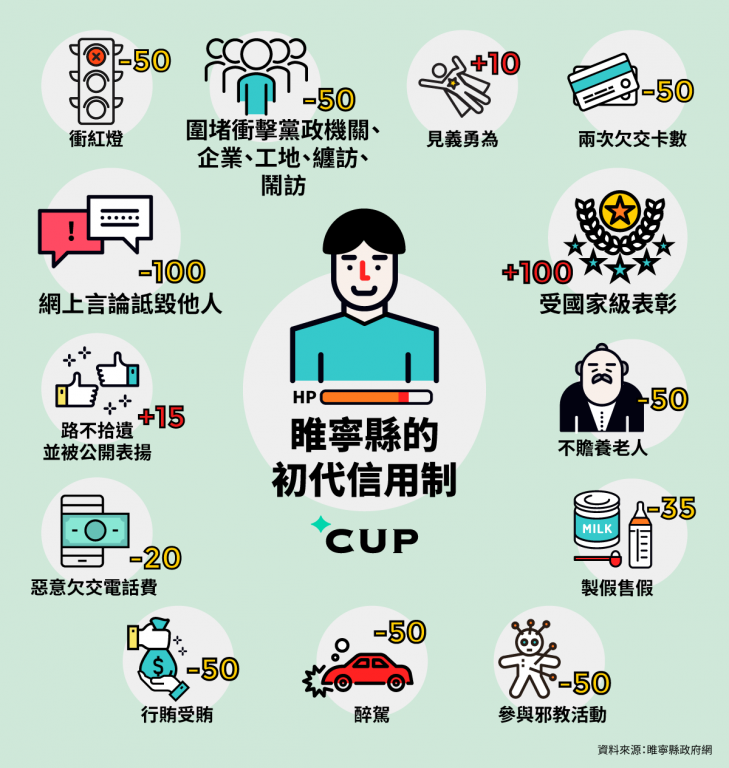 -50
衝紅燈
-50
圍堵衝擊黨政機關、
企業、工地、纏訪、
鬧訪
+10
見義勇為
-50
兩次欠交卡數
!
-100
網上言論詆毀他人
+100
受國家級表彰
+15
路不拾遺
並被公開表揚
HP
睢寧縣的
初代信用制
CUP
-50
不贍養老人
-20
惡意欠交電話費
MILK
-35
製假售假
$
-50
行賄受賄
-50
醉駕
-50
參與邪教活動
資料來源:睢寧縣政府網